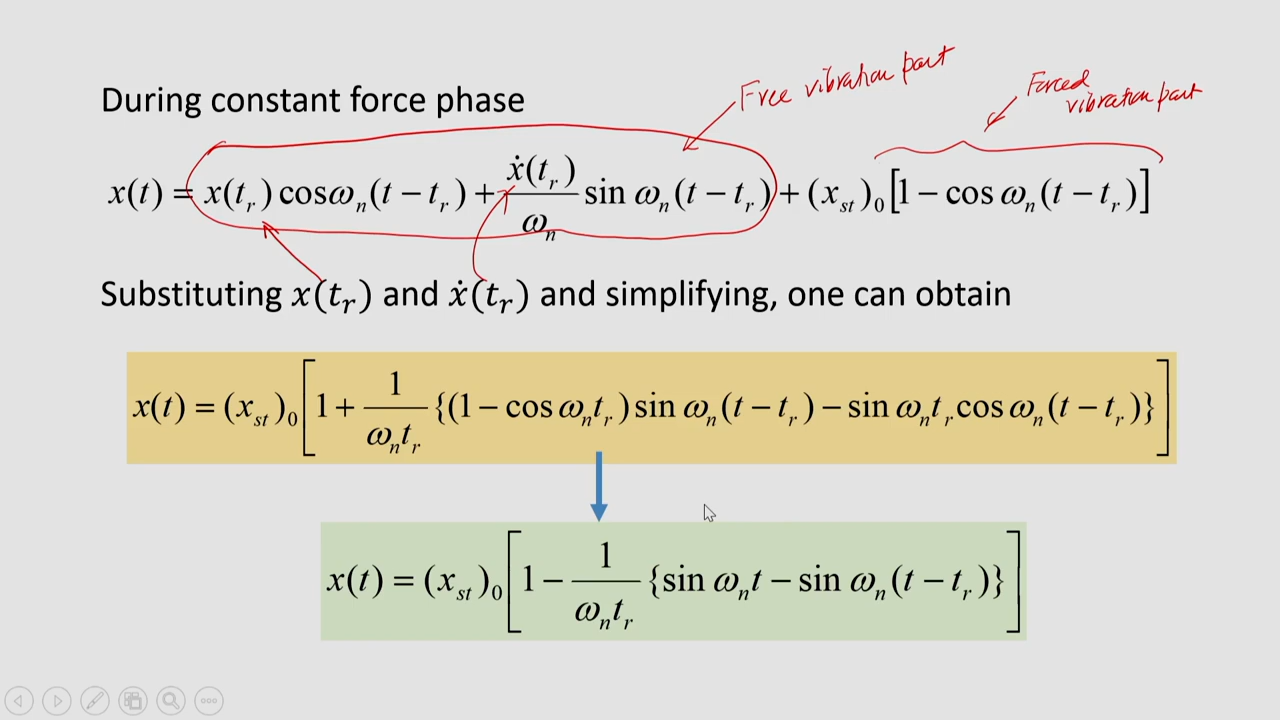 Free vibration part
Forced
vibration part
During constant force phase
x(t) = x(t_r) cosω_n(t − t_r) + ẋ(t_r)/ω_n sin ω_n(t − t_r) + (x_st)_0 [1 − cos ω_n(t − t_r)]
Substituting x(t_r) and ẋ(t_r) and simplifying, one can obtain
x(t) = (x_st)_0 [1 + 1/(ω_n t_r) {(1 − cos ω_n t_r) sin ω_n(t − t_r) − sin ω_n t_r cos ω_n(t − t_r)}]
x(t) = (x_st)_0 [1 − 1/(ω_n t_r) {sin ω_n t − sin ω_n(t − t_r)}]